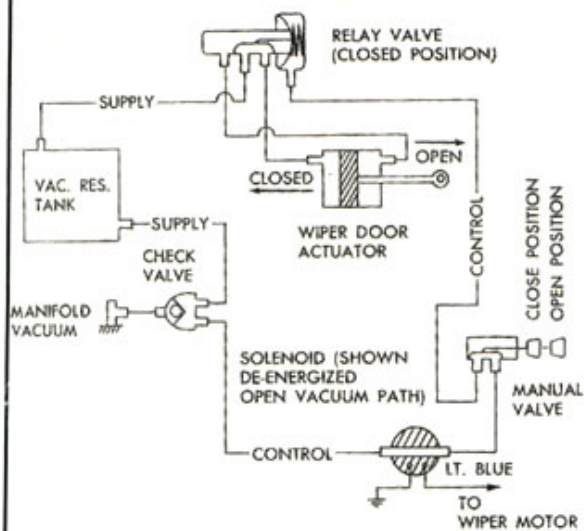 RELAY VALVE
(CLOSED POSITION)
SUPPLY
OPEN
CLOSED
VAC. RES.
TANK
WIPER DOOR
ACTUATOR
SUPPLY
CONTROL
CLOSE POSITION
OPEN POSITION
CHECK
VALVE
MANIFOLD
VACUUM
SOLENOID (SHOWN
DE-ENERGIZED
OPEN VACUUM PATH)
MANUAL
VALVE
CONTROL
LT. BLUE
TO
WIPER MOTOR